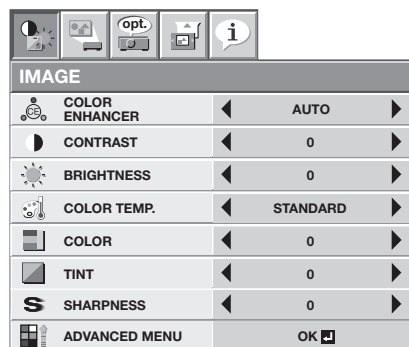 opt.
i
IMAGE
CE
COLOR
ENHANCER
AUTO
CONTRAST
0
BRIGHTNESS
0
COLOR TEMP.
STANDARD
COLOR
0
TINT
0
S
SHARPNESS
0
ADVANCED MENU
OK